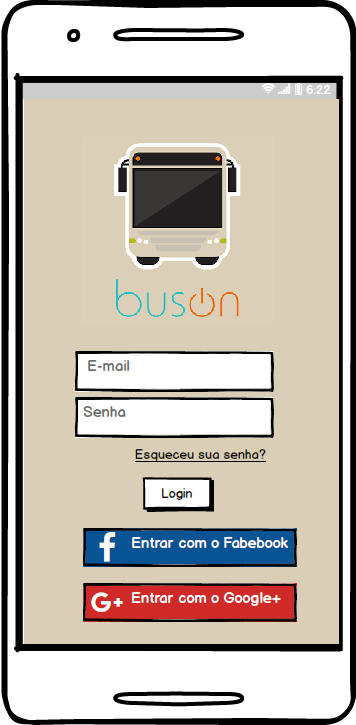 6:22
buson
E-mail
Senha
Esqueceu sua senha?
Login
f Entrar com o Fabebook
G+ Entrar com o Google+